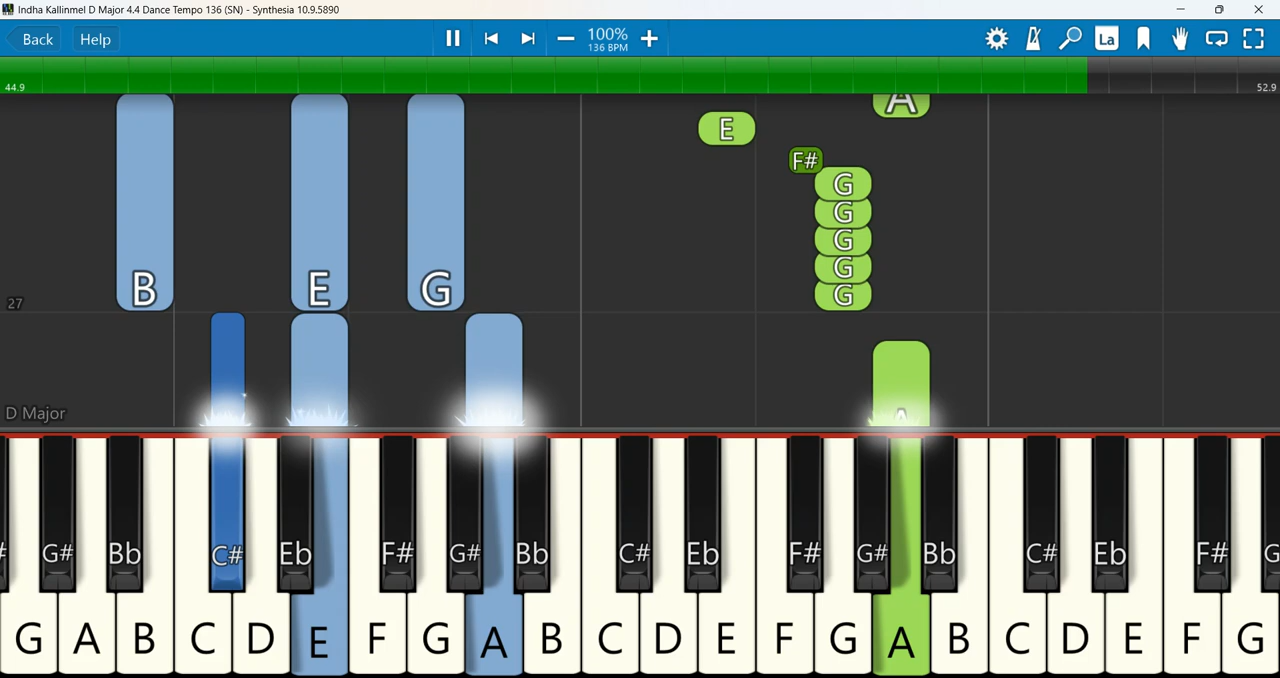 Indha Kallinmel D Major 4.4 Dance Tempo 136 (SN) - Synthesia 10.9.5890
Back Help 100% La
136 BPM
44.9 52.9
A
E
F#
G
G
G
G
B E G G
27
D Major A
G# Bb C# Eb F# G# Bb C# Eb F# G# Bb C# Eb F# G
G A B C D E F G A B C D E F G A B C D E F G